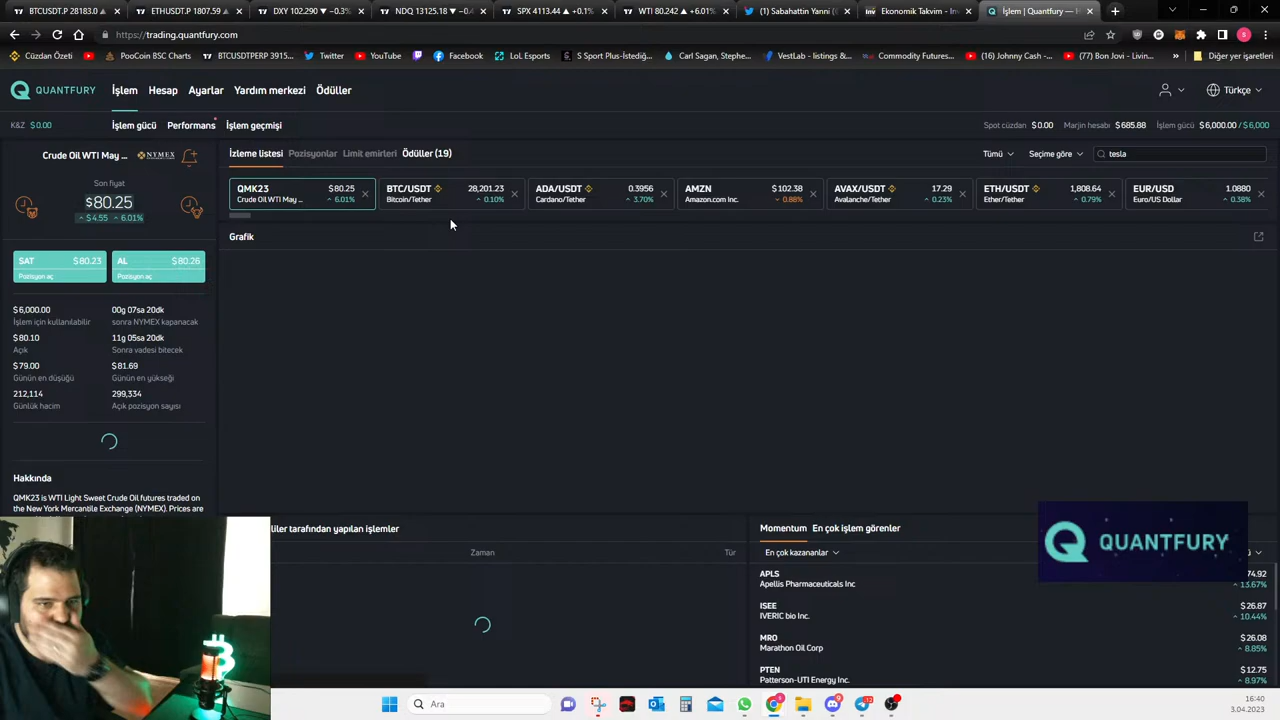 BTCUSDT.P 28183.0
ETHUSDT.P 1807.59
DXY 102.290 −0.3%
NDQ 13125.18
SPX 4113.44 +0.1%
WTI 80.242 +6.01%
(1) Sabahattin Yanni
Ekonomik Takvim - Inv
İşlem | Quantfury
https://trading.quantfury.com
Cüzdan Özeti
PooCoin BSC Charts
BTCUSDTPERP 3915...
Twitter
YouTube
Facebook
LoL Esports
S Sport Plus-İstediğ...
Carl Sagan, Stephe...
VestLab - listings &...
Commodity Futures...
(16) Johnny Cash -...
(77) Bon Jovi - Livin...
Diğer yer işaretleri
QUANTFURY
İşlem
Hesap
Ayarlar
Yardım merkezi
Ödüller
Türkçe
K&Z $0.00
İşlem gücü
Performans
İşlem geçmişi
Spot cüzdan $0.00
Marjin hesabı $685.88
İşlem gücü $6,000.00 / $6,000
Crude Oil WTI May ...
NYMEX
Son fiyat
$80.25
$4.55 6.01%
SAT $80.23
Pozisyon aç
AL $80.26
Pozisyon aç
$6,000.00
İşlem için kullanılabilir
00g 07sa 20dk
sonra NYMEX kapanacak
$80.10
Açık
11g 05sa 20dk
Sonra vadesi bitecek
$79.00
Günün en düşüğü
$81.69
Günün en yükseği
212,114
Günlük hacim
299,334
Açık pozisyon sayısı
Hakkında
QMK23 is WTI Light Sweet Crude Oil futures traded on
the New York Mercantile Exchange (NYMEX). Prices are
İzleme listesi
Pozisyonlar
Limit emirleri
Ödüller (19)
Tümü
Seçime göre
tesla
QMK23 $80.25
Crude Oil WTI May ... 6.01%
BTC/USDT 28,201.23
Bitcoin/Tether 0.10%
ADA/USDT 0.3956
Cardano/Tether 3.70%
AMZN $102.38
Amazon.com Inc. 0.88%
AVAX/USDT 17.29
Avalanche/Tether 0.23%
ETH/USDT 1,808.64
Ether/Tether 0.79%
EUR/USD 1.0880
Euro/US Dollar 0.38%
Grafik
liler tarafından yapılan işlemler
Zaman
Tür
Momentum
En çok işlem görenler
En çok kazananlar
APLS 74.92
Apellis Pharmaceuticals Inc 13.67%
ISEE $26.87
IVERIC bio Inc. 10.44%
MRO $26.08
Marathon Oil Corp 8.85%
PTEN $12.75
Patterson-UTI Energy Inc. 8.97%
QUANTFURY
Ara
16:40
3.04.2023